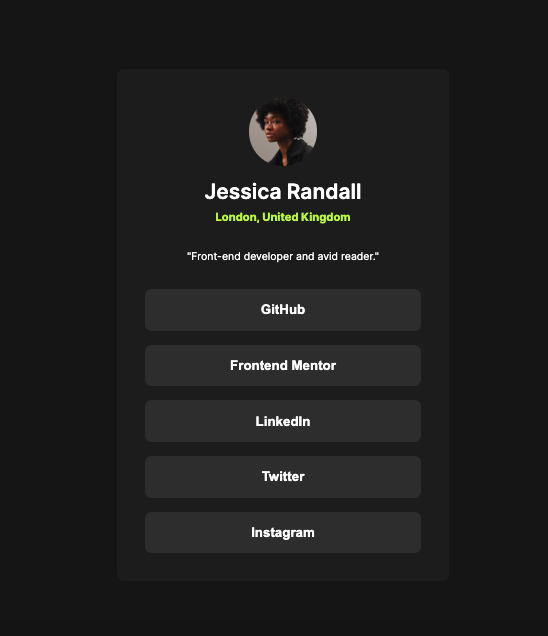 Jessica Randall
London, United Kingdom
"Front-end developer and avid reader."
GitHub
Frontend Mentor
LinkedIn
Twitter
Instagram